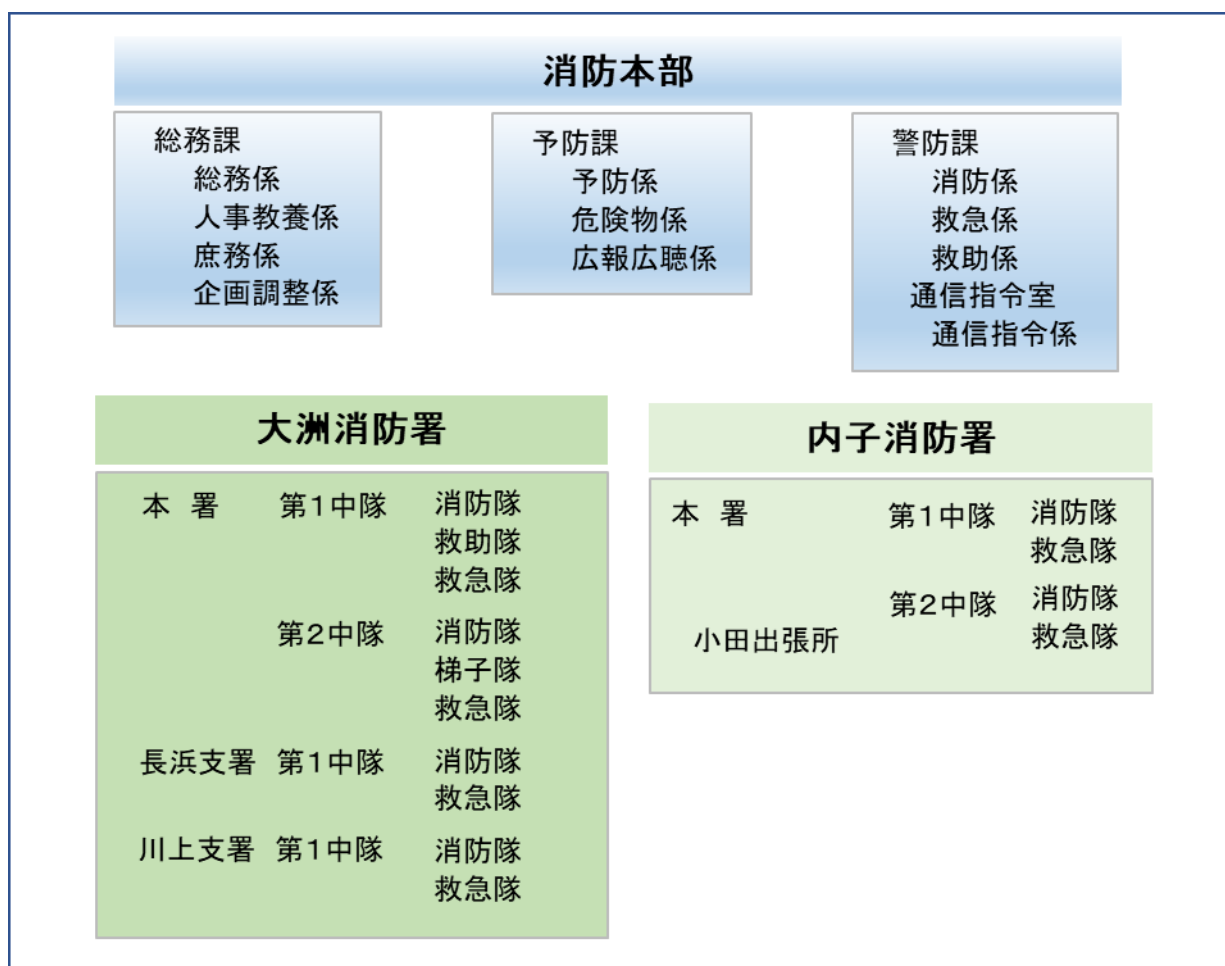 消防本部
総務課
総務係
人事教養係
庶務係
企画調整係
予防課
予防係
危険物係
広報広聴係
警防課
消防係
救急係
救助係
通信指令室
通信指令係
大洲消防署
本 署 第1中隊 消防隊
救助隊
救急隊
第2中隊 消防隊
梯子隊
救急隊
長浜支署 第1中隊 消防隊
救急隊
川上支署 第1中隊 消防隊
救急隊
内子消防署
本 署 第1中隊 消防隊
救急隊
第2中隊 消防隊
小田出張所 救急隊